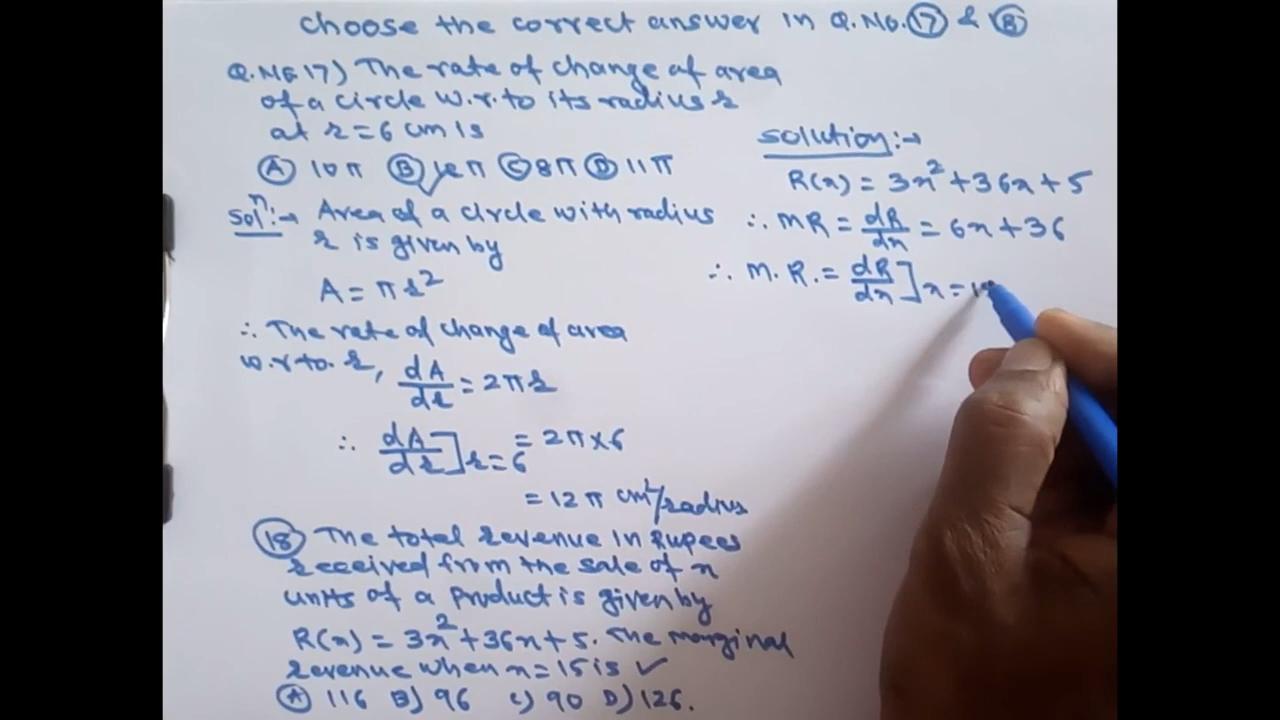 Choose the correct answer in Q.No. 17 & 18
Q.No 17) The rate of change of area
of a circle w.r.to its radius r
at r = 6 cm is
(A) 10π (B) 12π (C) 8π (D) 11π
Solⁿ:→ Area of a circle with radius
r is given by
A = πr²
∴ The rate of change of area
w.r.to. r, dA/dr = 2πr
∴ dA/dr]r=6 = 2π×6
= 12π cm²/radius
(18) The total revenue in Rupees
received from the sale of x
units of a product is given by
R(x) = 3x² + 36x + 5. The marginal
revenue when x = 15 is ✓
(A) 116 B) 96 C) 90 D) 126.
Solution:→
R(x) = 3x² + 36x + 5
∴ MR = dR/dx = 6x + 36
∴ M.R. = dR/dx]x=